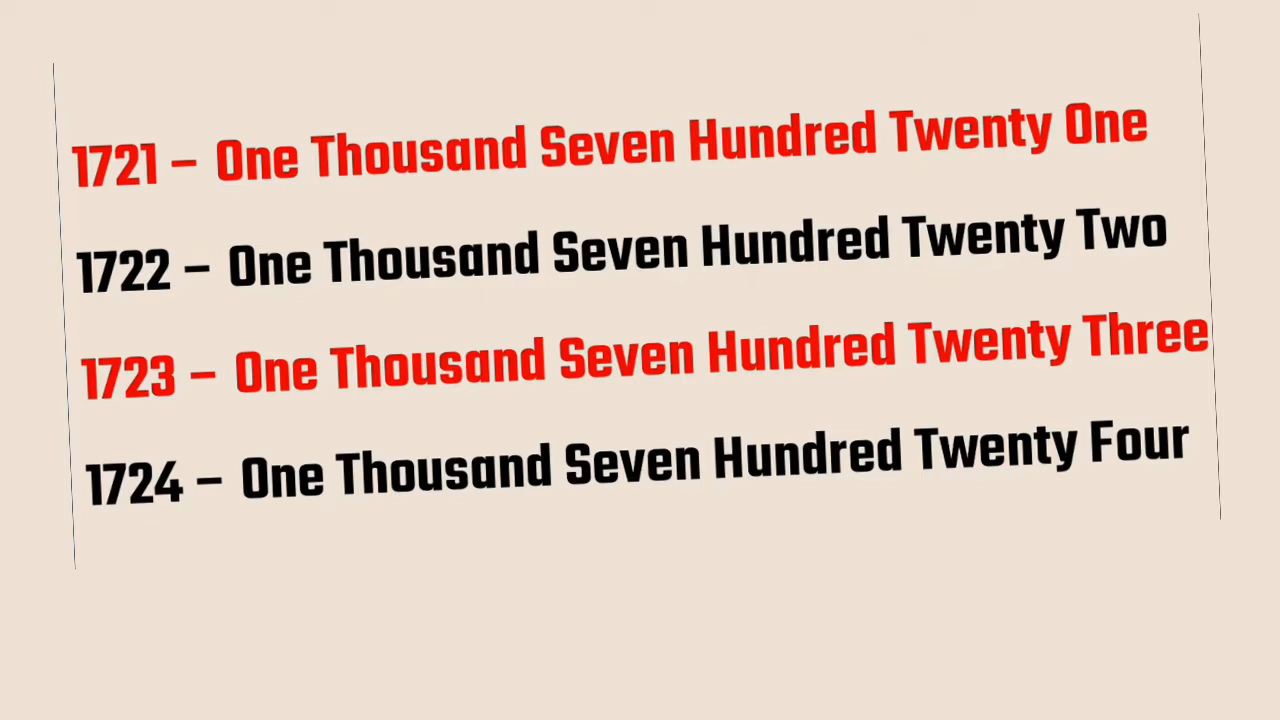 1721 – One Thousand Seven Hundred Twenty One
1722 – One Thousand Seven Hundred Twenty Two
1723 – One Thousand Seven Hundred Twenty Three
1724 – One Thousand Seven Hundred Twenty Four